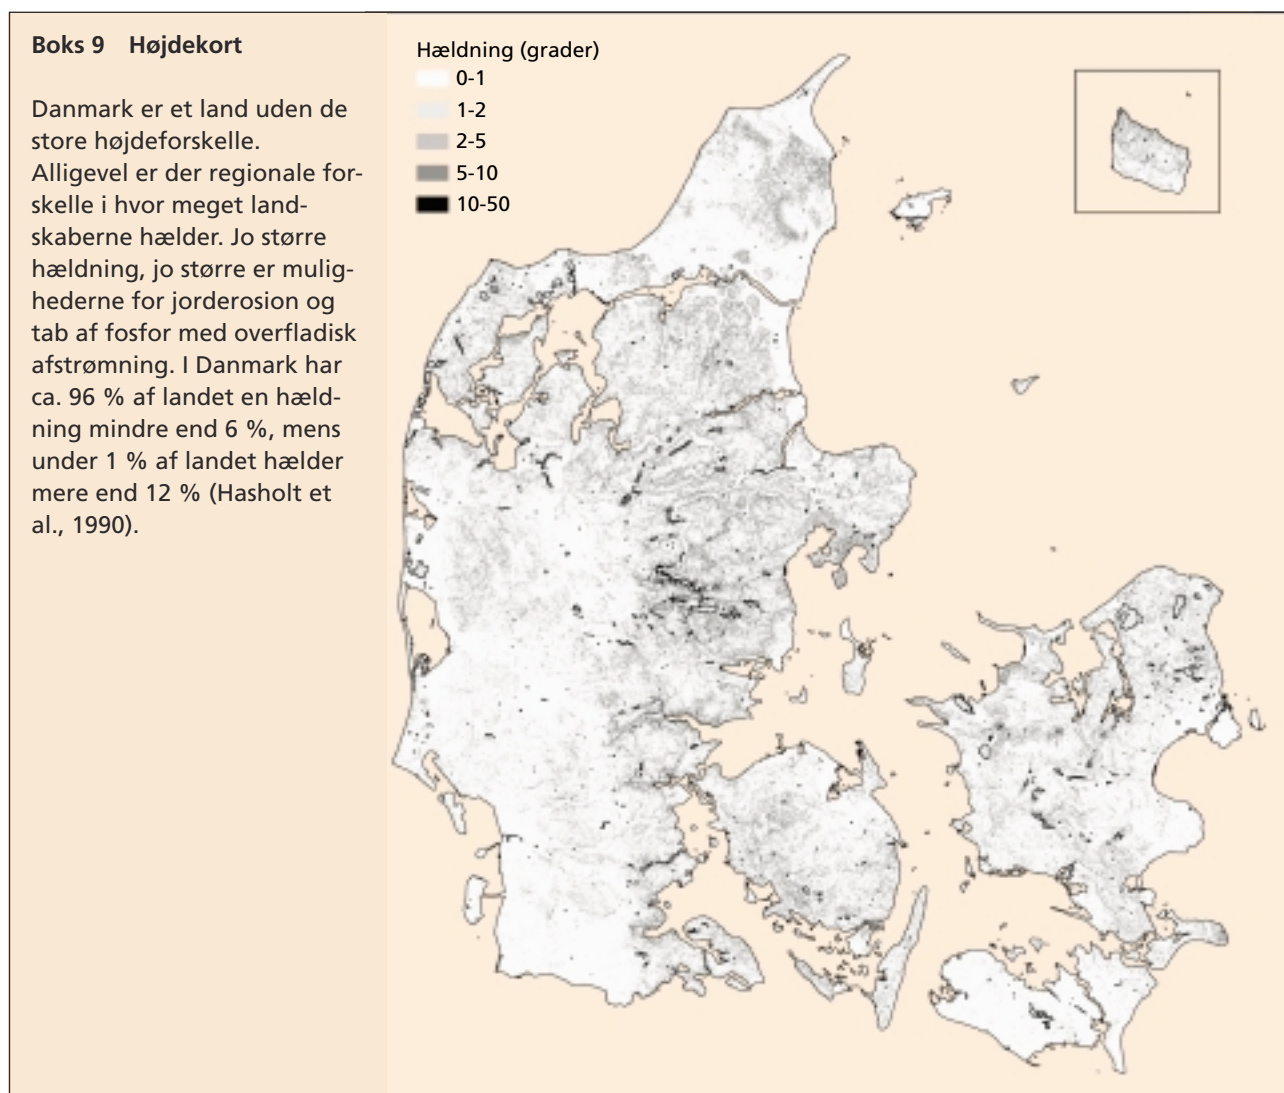 Boks 9 Højdekort
Danmark er et land uden de
store højdeforskelle.
Alligevel er der regionale for-
skelle i hvor meget land-
skaberne hælder. Jo større
hældning, jo større er mulig-
hederne for jorderosion og
tab af fosfor med overfladisk
afstrømning. I Danmark har
ca. 96 % af landet en hæld-
ning mindre end 6 %, mens
under 1 % af landet hælder
mere end 12 % (Hasholt et
al., 1990).
Hældning (grader)
0-1
1-2
2-5
5-10
10-50